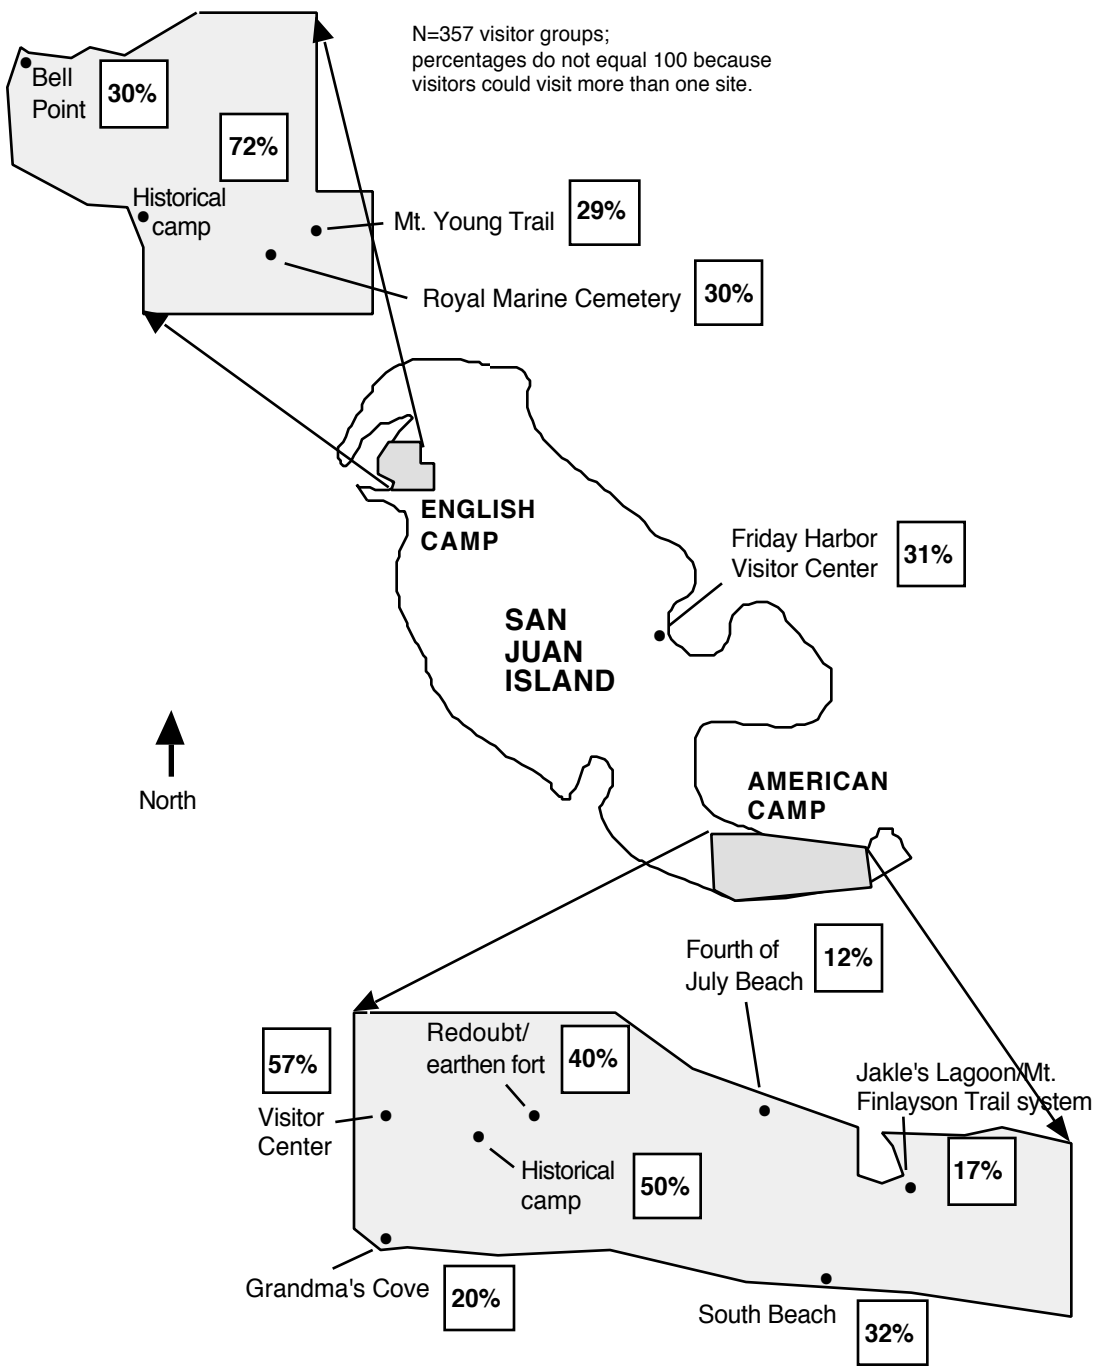 N=357 visitor groups;
percentages do not equal 100 because
visitors could visit more than one site.
Bell
Point
30%
72%
Historical
camp
Mt. Young Trail
29%
Royal Marine Cemetery
30%
ENGLISH
CAMP
Friday Harbor
Visitor Center
31%
SAN
JUAN
ISLAND
North
AMERICAN
CAMP
Fourth of
July Beach
12%
57%
Visitor
Center
Redoubt/
earthen fort
40%
Jakle's Lagoon/Mt.
Finlayson Trail system
17%
Historical
camp
50%
Grandma's Cove
20%
South Beach
32%